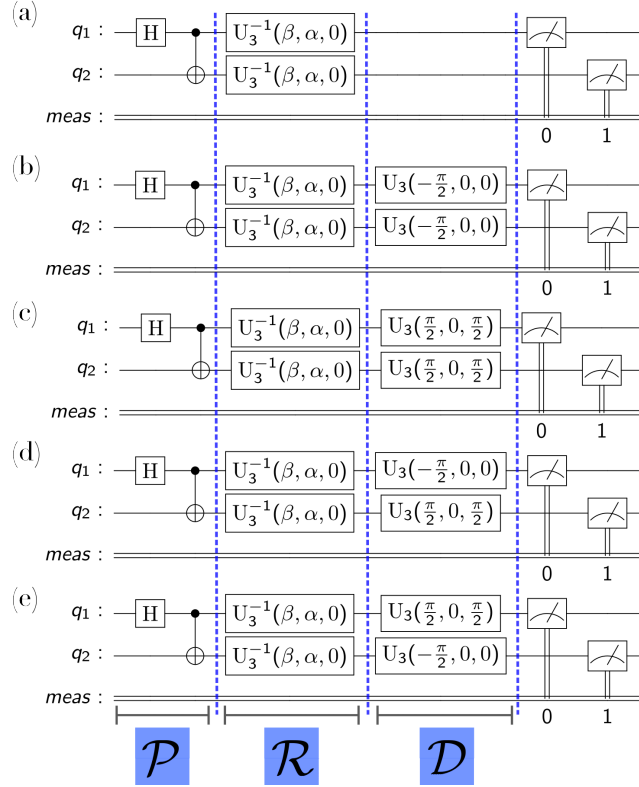 (a)
q₁ : H U₃⁻¹(β, α, 0)
q₂ : U₃⁻¹(β, α, 0)
meas :
0 1
(b)
q₁ : H U₃⁻¹(β, α, 0) U₃(−π/2, 0, 0)
q₂ : U₃⁻¹(β, α, 0) U₃(−π/2, 0, 0)
meas :
0 1
(c)
q₁ : H U₃⁻¹(β, α, 0) U₃(π/2, 0, π/2)
q₂ : U₃⁻¹(β, α, 0) U₃(π/2, 0, π/2)
meas :
0 1
(d)
q₁ : H U₃⁻¹(β, α, 0) U₃(−π/2, 0, 0)
q₂ : U₃⁻¹(β, α, 0) U₃(π/2, 0, π/2)
meas :
0 1
(e)
q₁ : H U₃⁻¹(β, α, 0) U₃(π/2, 0, π/2)
q₂ : U₃⁻¹(β, α, 0) U₃(−π/2, 0, 0)
meas :
0 1
𝒫 ℛ 𝒟